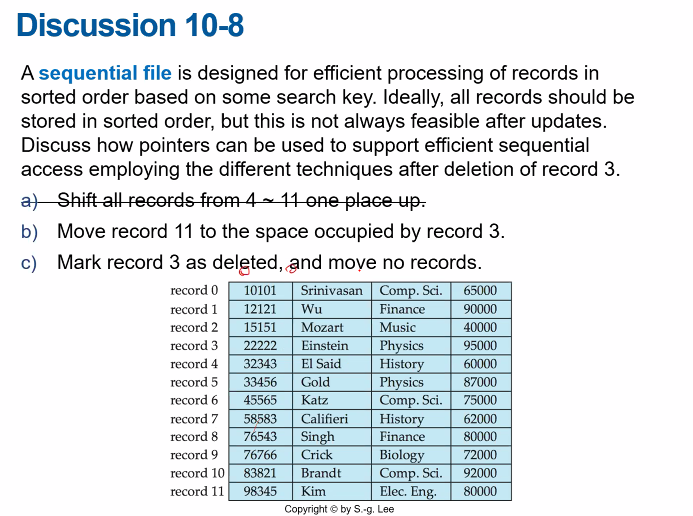 Discussion 10-8
A sequential file is designed for efficient processing of records in
sorted order based on some search key. Ideally, all records should be
stored in sorted order, but this is not always feasible after updates.
Discuss how pointers can be used to support efficient sequential
access employing the different techniques after deletion of record 3.
a) Shift all records from 4 ~ 11 one place up.
b) Move record 11 to the space occupied by record 3.
c) Mark record 3 as deleted, and move no records.
record 0 10101 Srinivasan Comp. Sci. 65000
record 1 12121 Wu Finance 90000
record 2 15151 Mozart Music 40000
record 3 22222 Einstein Physics 95000
record 4 32343 El Said History 60000
record 5 33456 Gold Physics 87000
record 6 45565 Katz Comp. Sci. 75000
record 7 58583 Califieri History 62000
record 8 76543 Singh Finance 80000
record 9 76766 Crick Biology 72000
record 10 83821 Brandt Comp. Sci. 92000
record 11 98345 Kim Elec. Eng. 80000
Copyright © by S.-g. Lee